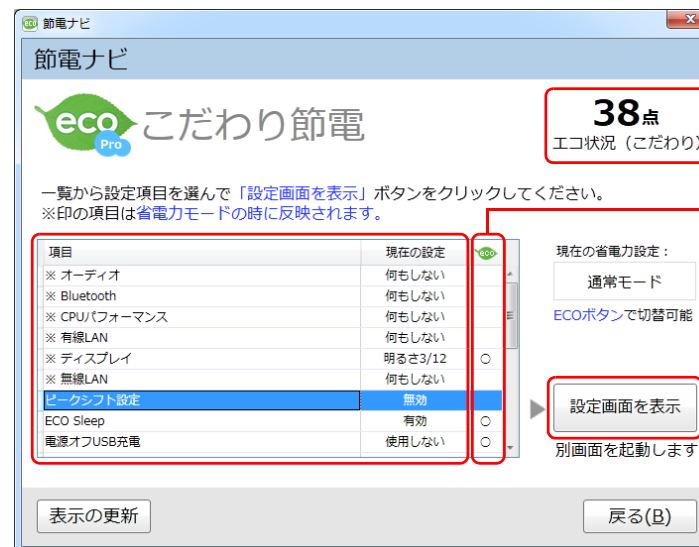 eco 節電ナビ x
節電ナビ
eco Pro こだわり節電
38点
エコ状況（こだわり）
一覧から設定項目を選んで「設定画面を表示」ボタンをクリックしてください。
※印の項目は省電力モードの時に反映されます。
項目 現在の設定 eco
※ オーディオ 何もしない
※ Bluetooth 何もしない
※ CPUパフォーマンス 何もしない
※ 有線LAN 何もしない
※ ディスプレイ 明るさ3/12 ○
※ 無線LAN 何もしない
ピークシフト設定 無効
ECO Sleep 有効 ○
電源オフUSB充電 使用しない ○
現在の省電力設定：
通常モード
ECOボタンで切替可能
設定画面を表示
別画面を起動します
表示の更新 戻る(B)